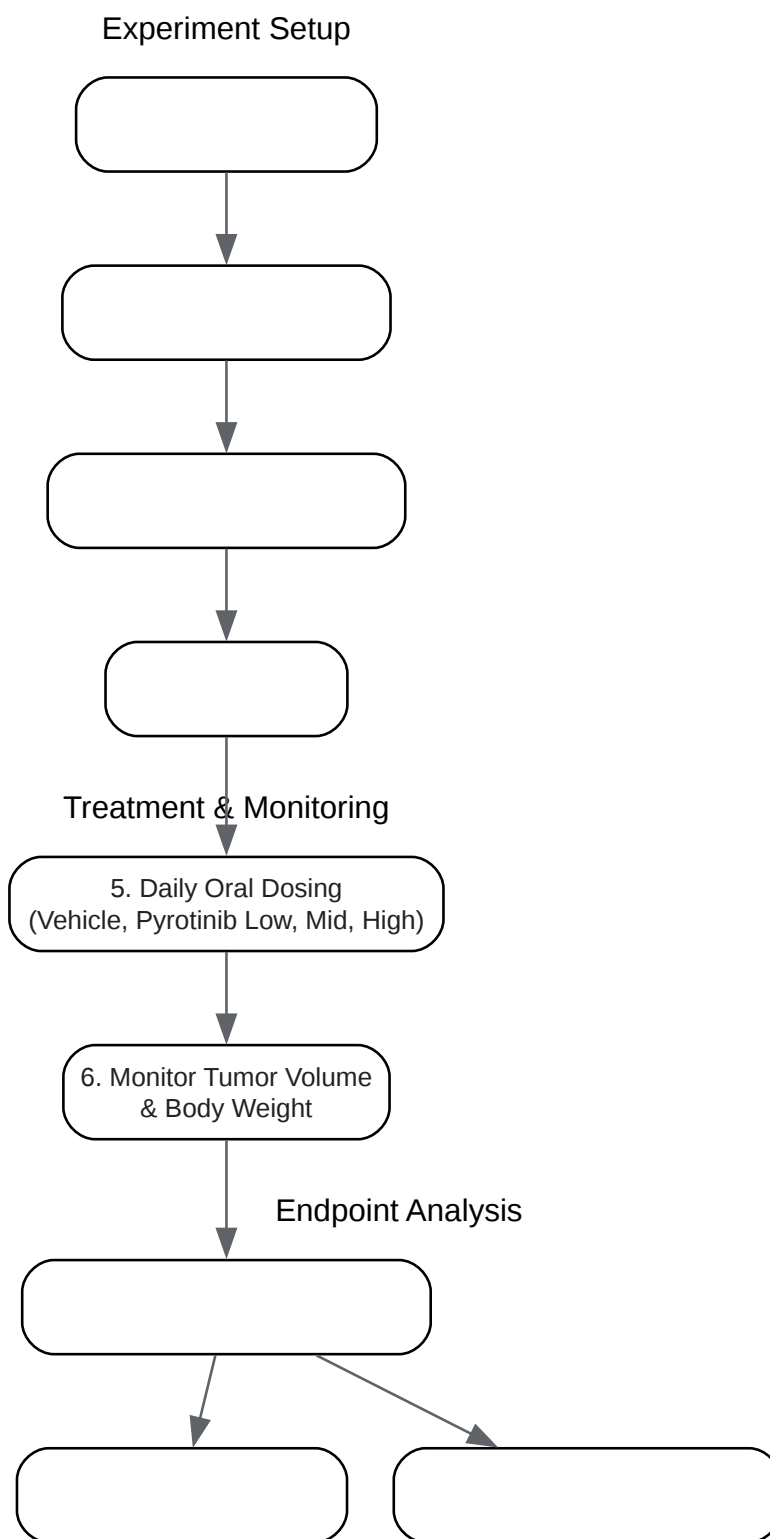 Experiment Setup
Treatment & Monitoring
5. Daily Oral Dosing
(Vehicle, Pyrotinib Low, Mid, High)
6. Monitor Tumor Volume
& Body Weight
Endpoint Analysis